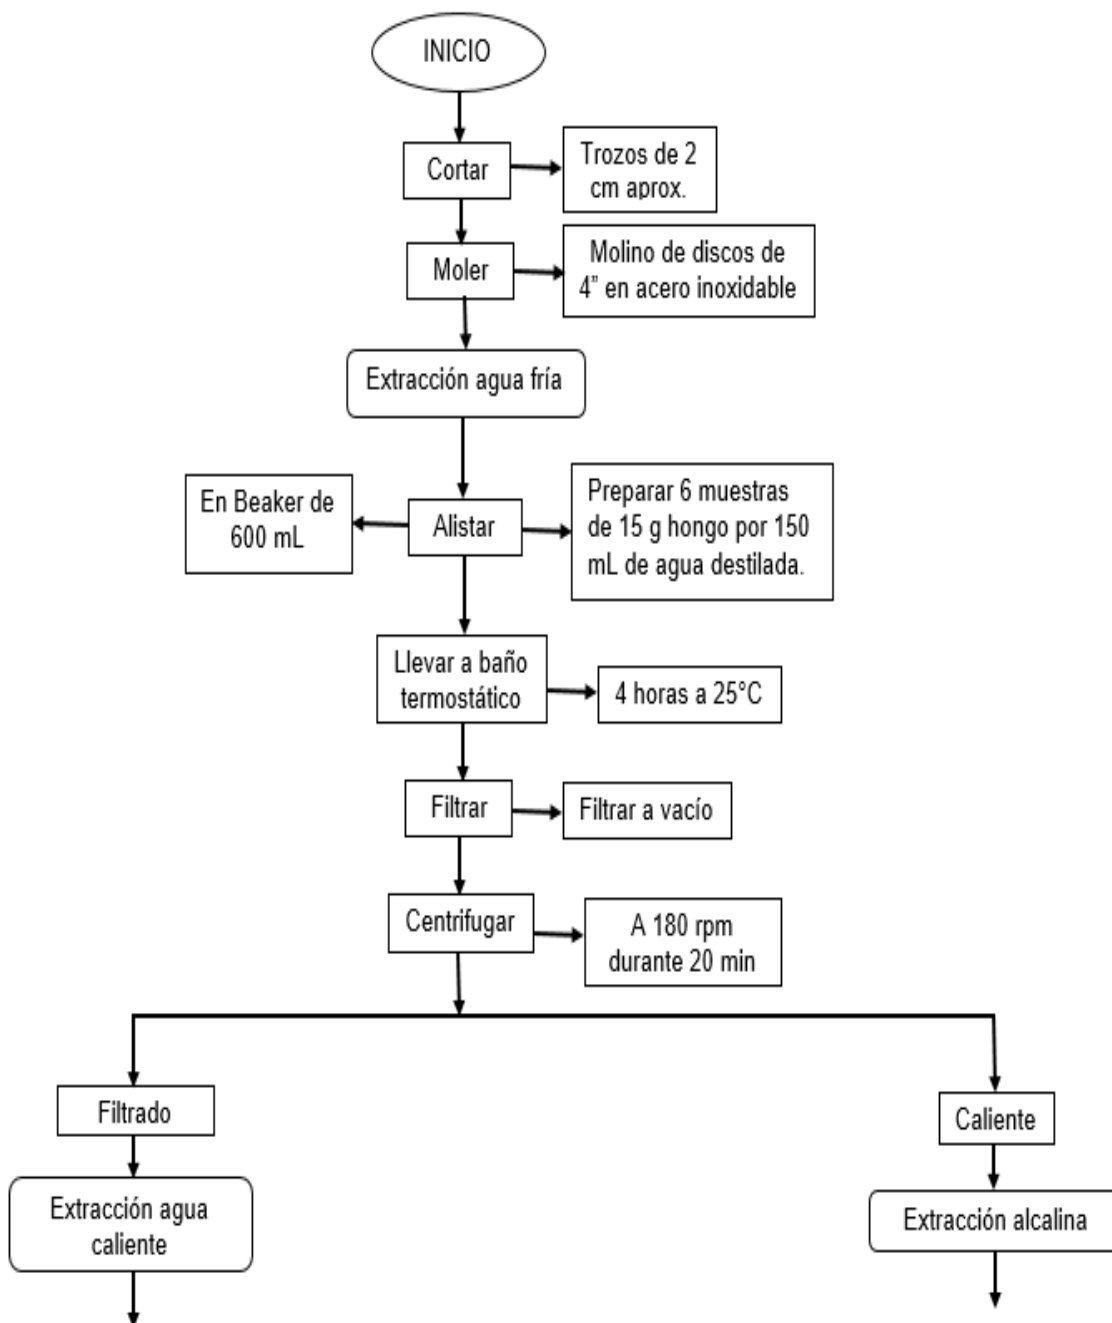 INICIO
Cortar
Trozos de 2
cm aprox.
Moler
Molino de discos de
4” en acero inoxidable
Extracción agua fría
En Beaker de
600 mL
Alistar
Preparar 6 muestras
de 15 g hongo por 150
mL de agua destilada.
Llevar a baño
termostático
4 horas a 25°C
Filtrar
Filtrar a vacío
Centrifugar
A 180 rpm
durante 20 min
Filtrado
Caliente
Extracción agua
caliente
Extracción alcalina